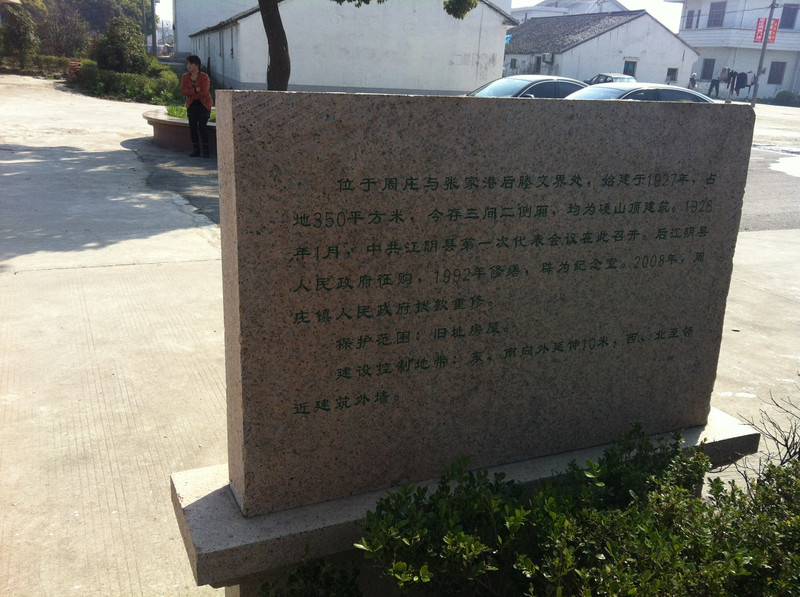 位于周庄与张家港后塍交界处，始建于1927年，占
地350平方米，今存三间二侧厢，均为硬山顶建筑。1928
年1月，中共江阴县第一次代表会议在此召开。后江阴县
人民政府征购，1992年修缮，辟为纪念室。2008年，周
庄镇人民政府拨款重修。
保护范围：旧址房屋。
建设控制地带：东、南向外延伸10米；西、北至邻
近建筑外墙。